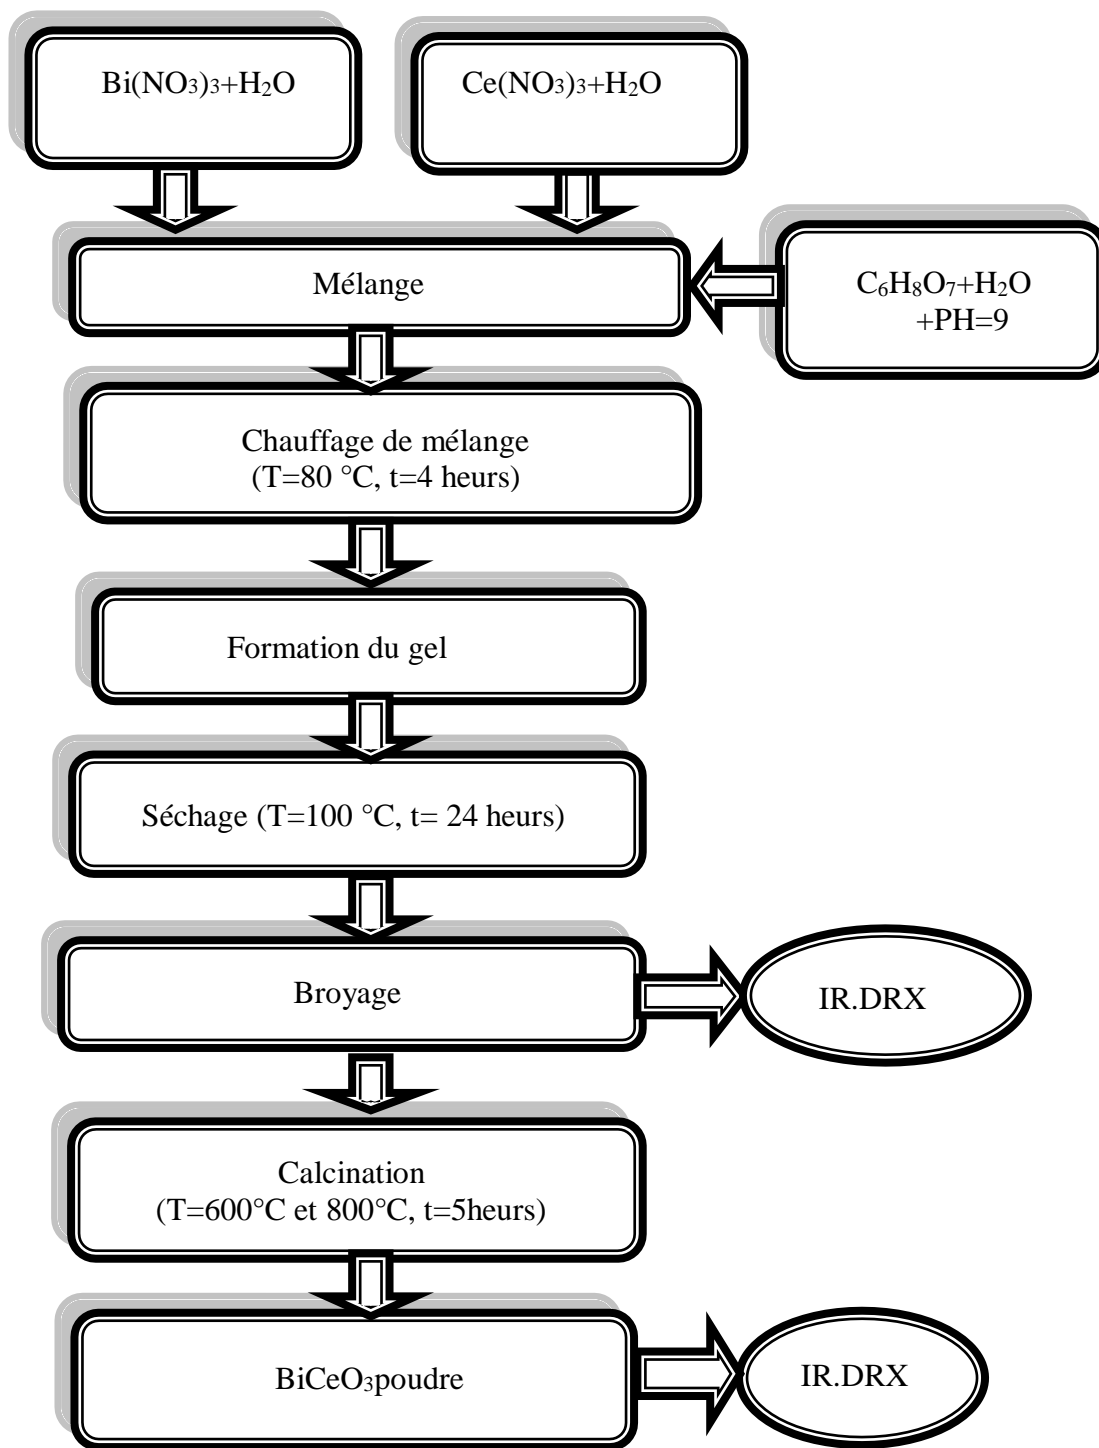 Bi(NO₃)₃+H₂O
Ce(NO₃)₃+H₂O
Mélange
C₆H₈O₇+H₂O
+PH=9
Chauffage de mélange
(T=80 °C, t=4 heurs)
Formation du gel
Séchage (T=100 °C, t= 24 heurs)
Broyage
IR.DRX
Calcination
(T=600°C et 800°C, t=5heurs)
BiCeO₃poudre
IR.DRX